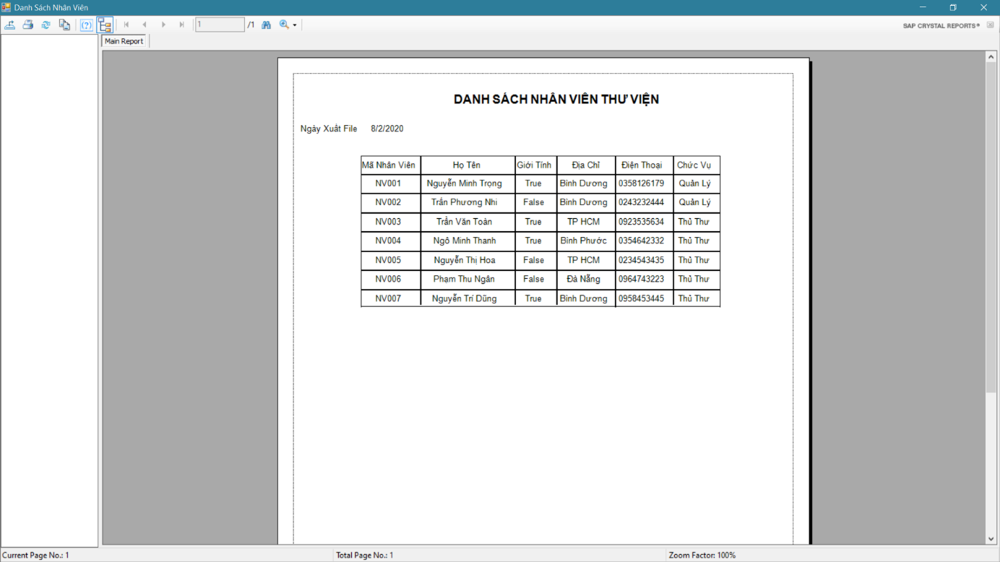 Danh Sách Nhân Viên
1 /1
SAP CRYSTAL REPORTS®
Main Report
DANH SÁCH NHÂN VIÊN THƯ VIỆN
Ngày Xuất File 8/2/2020
Mã Nhân Viên Họ Tên Giới Tính Địa Chỉ Điện Thoại Chức Vụ
NV001 Nguyễn Minh Trọng True Bình Dương 0358126179 Quản Lý
NV002 Trần Phương Nhi False Bình Dương 0243232444 Quản Lý
NV003 Trần Văn Toàn True TP HCM 0923535634 Thủ Thư
NV004 Ngô Minh Thanh True Bình Phước 0354642332 Thủ Thư
NV005 Nguyễn Thị Hoa False TP HCM 0234543435 Thủ Thư
NV006 Phạm Thu Ngân False Đà Nẵng 0964743223 Thủ Thư
NV007 Nguyễn Trí Dũng True Bình Dương 0958453445 Thủ Thư
Current Page No.: 1 Total Page No.: 1 Zoom Factor: 100%